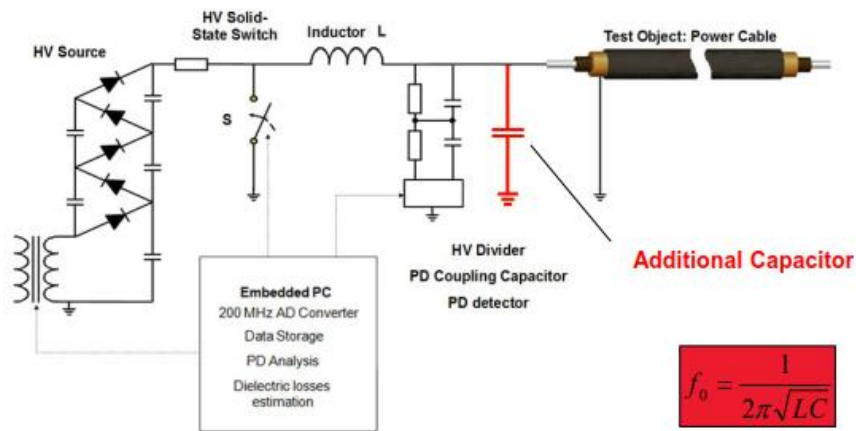 HV Source
HV Solid-
State Switch
Inductor L
Test Object: Power Cable
S
HV Divider
PD Coupling Capacitor
PD detector
Additional Capacitor
Embedded PC
200 MHz AD Converter
Data Storage
PD Analysis
Dielectric losses
estimation
f₀ = 1 / 2π√LC